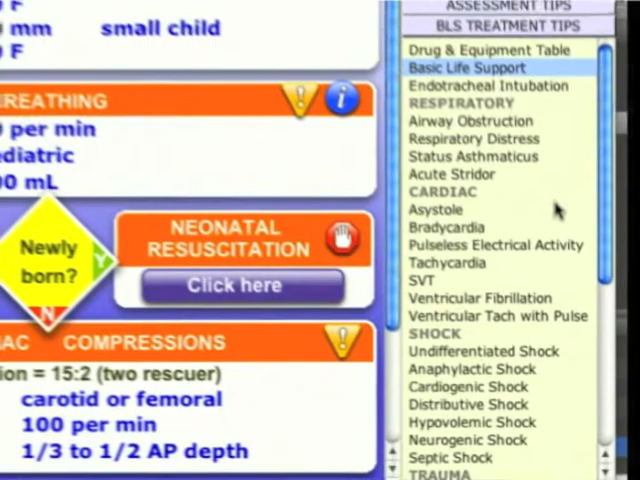 F
mm small child
F
BREATHING
per min
ediatric
00 mL
Newly
born?
Y
N
NEONATAL
RESUSCITATION
Click here
IAC COMPRESSIONS
ion = 15:2 (two rescuer)
carotid or femoral
100 per min
1/3 to 1/2 AP depth
ASSESSMENT TIPS
BLS TREATMENT TIPS
Drug & Equipment Table
Basic Life Support
Endotracheal Intubation
RESPIRATORY
Airway Obstruction
Respiratory Distress
Status Asthmaticus
Acute Stridor
CARDIAC
Asystole
Bradycardia
Pulseless Electrical Activity
Tachycardia
SVT
Ventricular Fibrillation
Ventricular Tach with Pulse
SHOCK
Undifferentiated Shock
Anaphylactic Shock
Cardiogenic Shock
Distributive Shock
Hypovolemic Shock
Neurogenic Shock
Septic Shock
TRAUMA